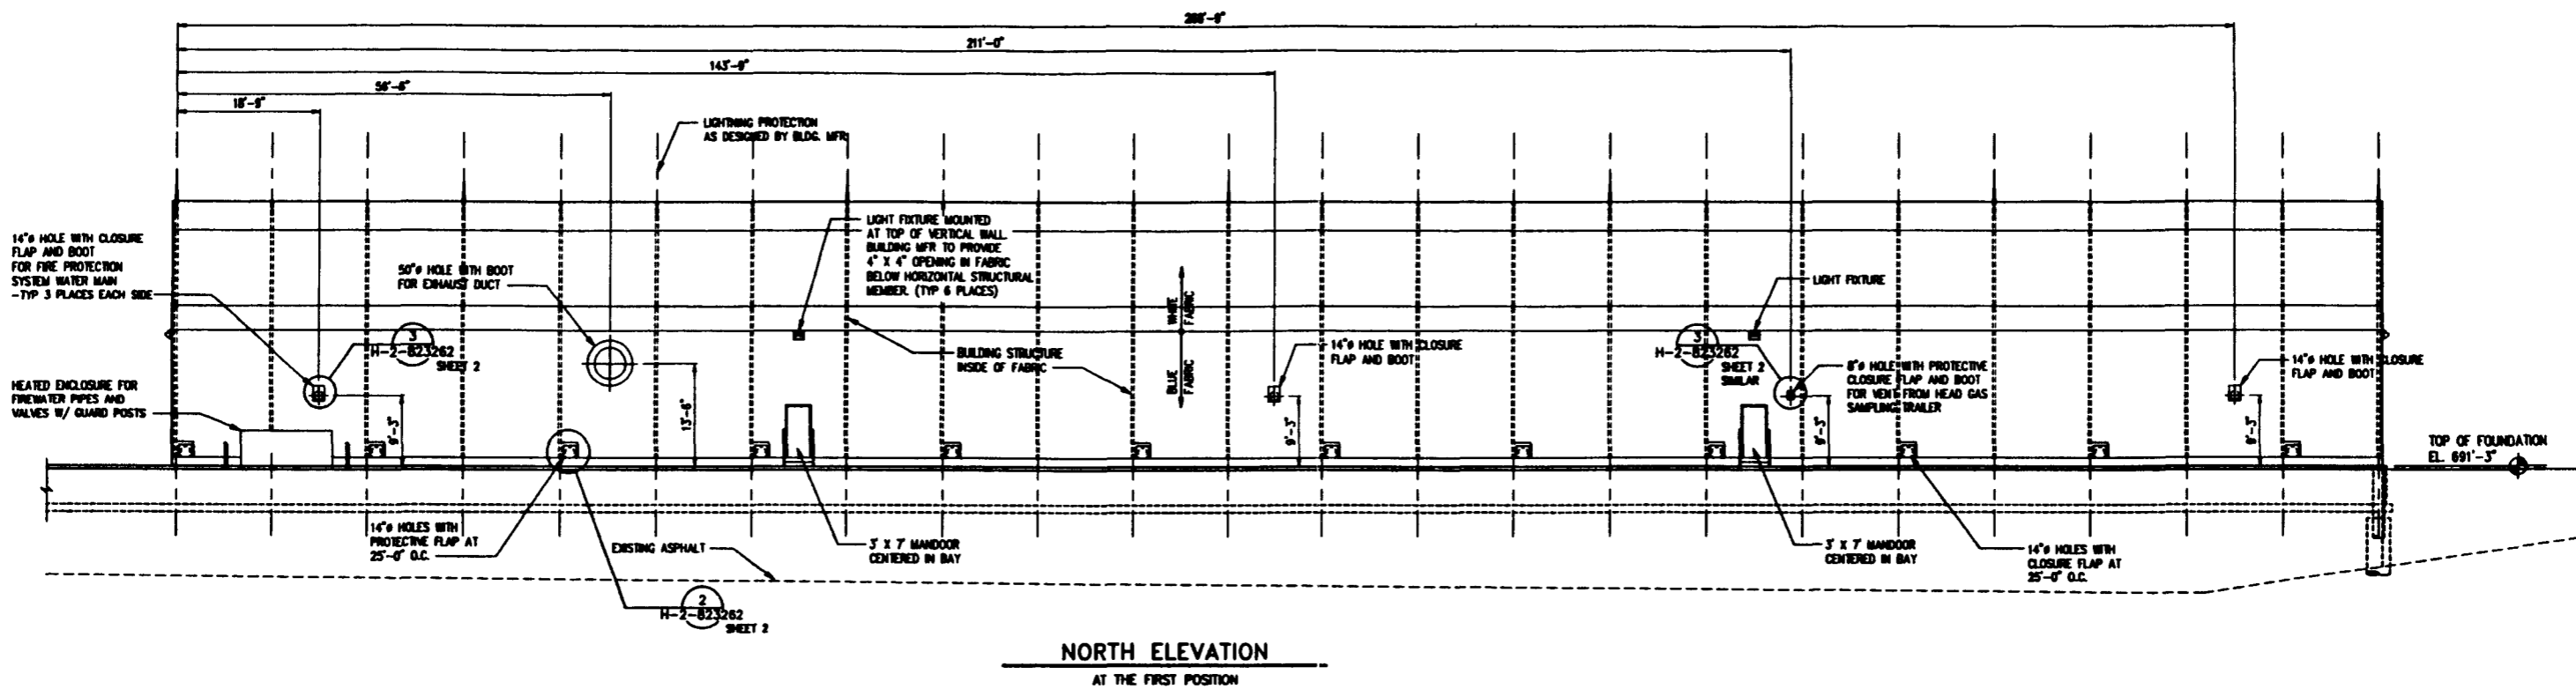 268'-9"
211'-0"
143'-9"
56'-6"
18'-9"
LIGHTNING PROTECTION
AS DESIGNED BY BLDG. MFR.
LIGHT FIXTURE MOUNTED
AT TOP OF VERTICAL WALL.
BUILDING MFR TO PROVIDE
4" X 4" OPENING IN FABRIC
BELOW HORIZONTAL STRUCTURAL
MEMBER. (TYP 6 PLACES)
14"ø HOLE WITH CLOSURE
FLAP AND BOOT
FOR FIRE PROTECTION
SYSTEM WATER MAIN
-TYP 3 PLACES EACH SIDE
50"ø HOLE WITH BOOT
FOR EXHAUST DUCT
WHITE
FABRIC
BLUE
FABRIC
LIGHT FIXTURE
3
H-2-823262
SHEET 2
BUILDING STRUCTURE
INSIDE OF FABRIC
14"ø HOLE WITH CLOSURE
FLAP AND BOOT
3
H-2-823262
SHEET 2
SIMILAR
8"ø HOLE WITH PROTECTIVE
CLOSURE FLAP AND BOOT
FOR VENT FROM HEAD GAS
SAMPLING TRAILER
14"ø HOLE WITH CLOSURE
FLAP AND BOOT
HEATED ENCLOSURE FOR
FIREWATER PIPES AND
VALVES W/ GUARD POSTS
9'-3"
13'-6"
9'-3"
9'-3"
9'-3"
TOP OF FOUNDATION
EL. 691'-3"
14"ø HOLES WITH
PROTECTIVE FLAP AT
25'-0" O.C.
EXISTING ASPHALT
3' X 7' MANDOOR
CENTERED IN BAY
3' X 7' MANDOOR
CENTERED IN BAY
14"ø HOLES WITH
CLOSURE FLAP AT
25'-0" O.C.
2
H-2-823262
SHEET 2
NORTH ELEVATION
AT THE FIRST POSITION